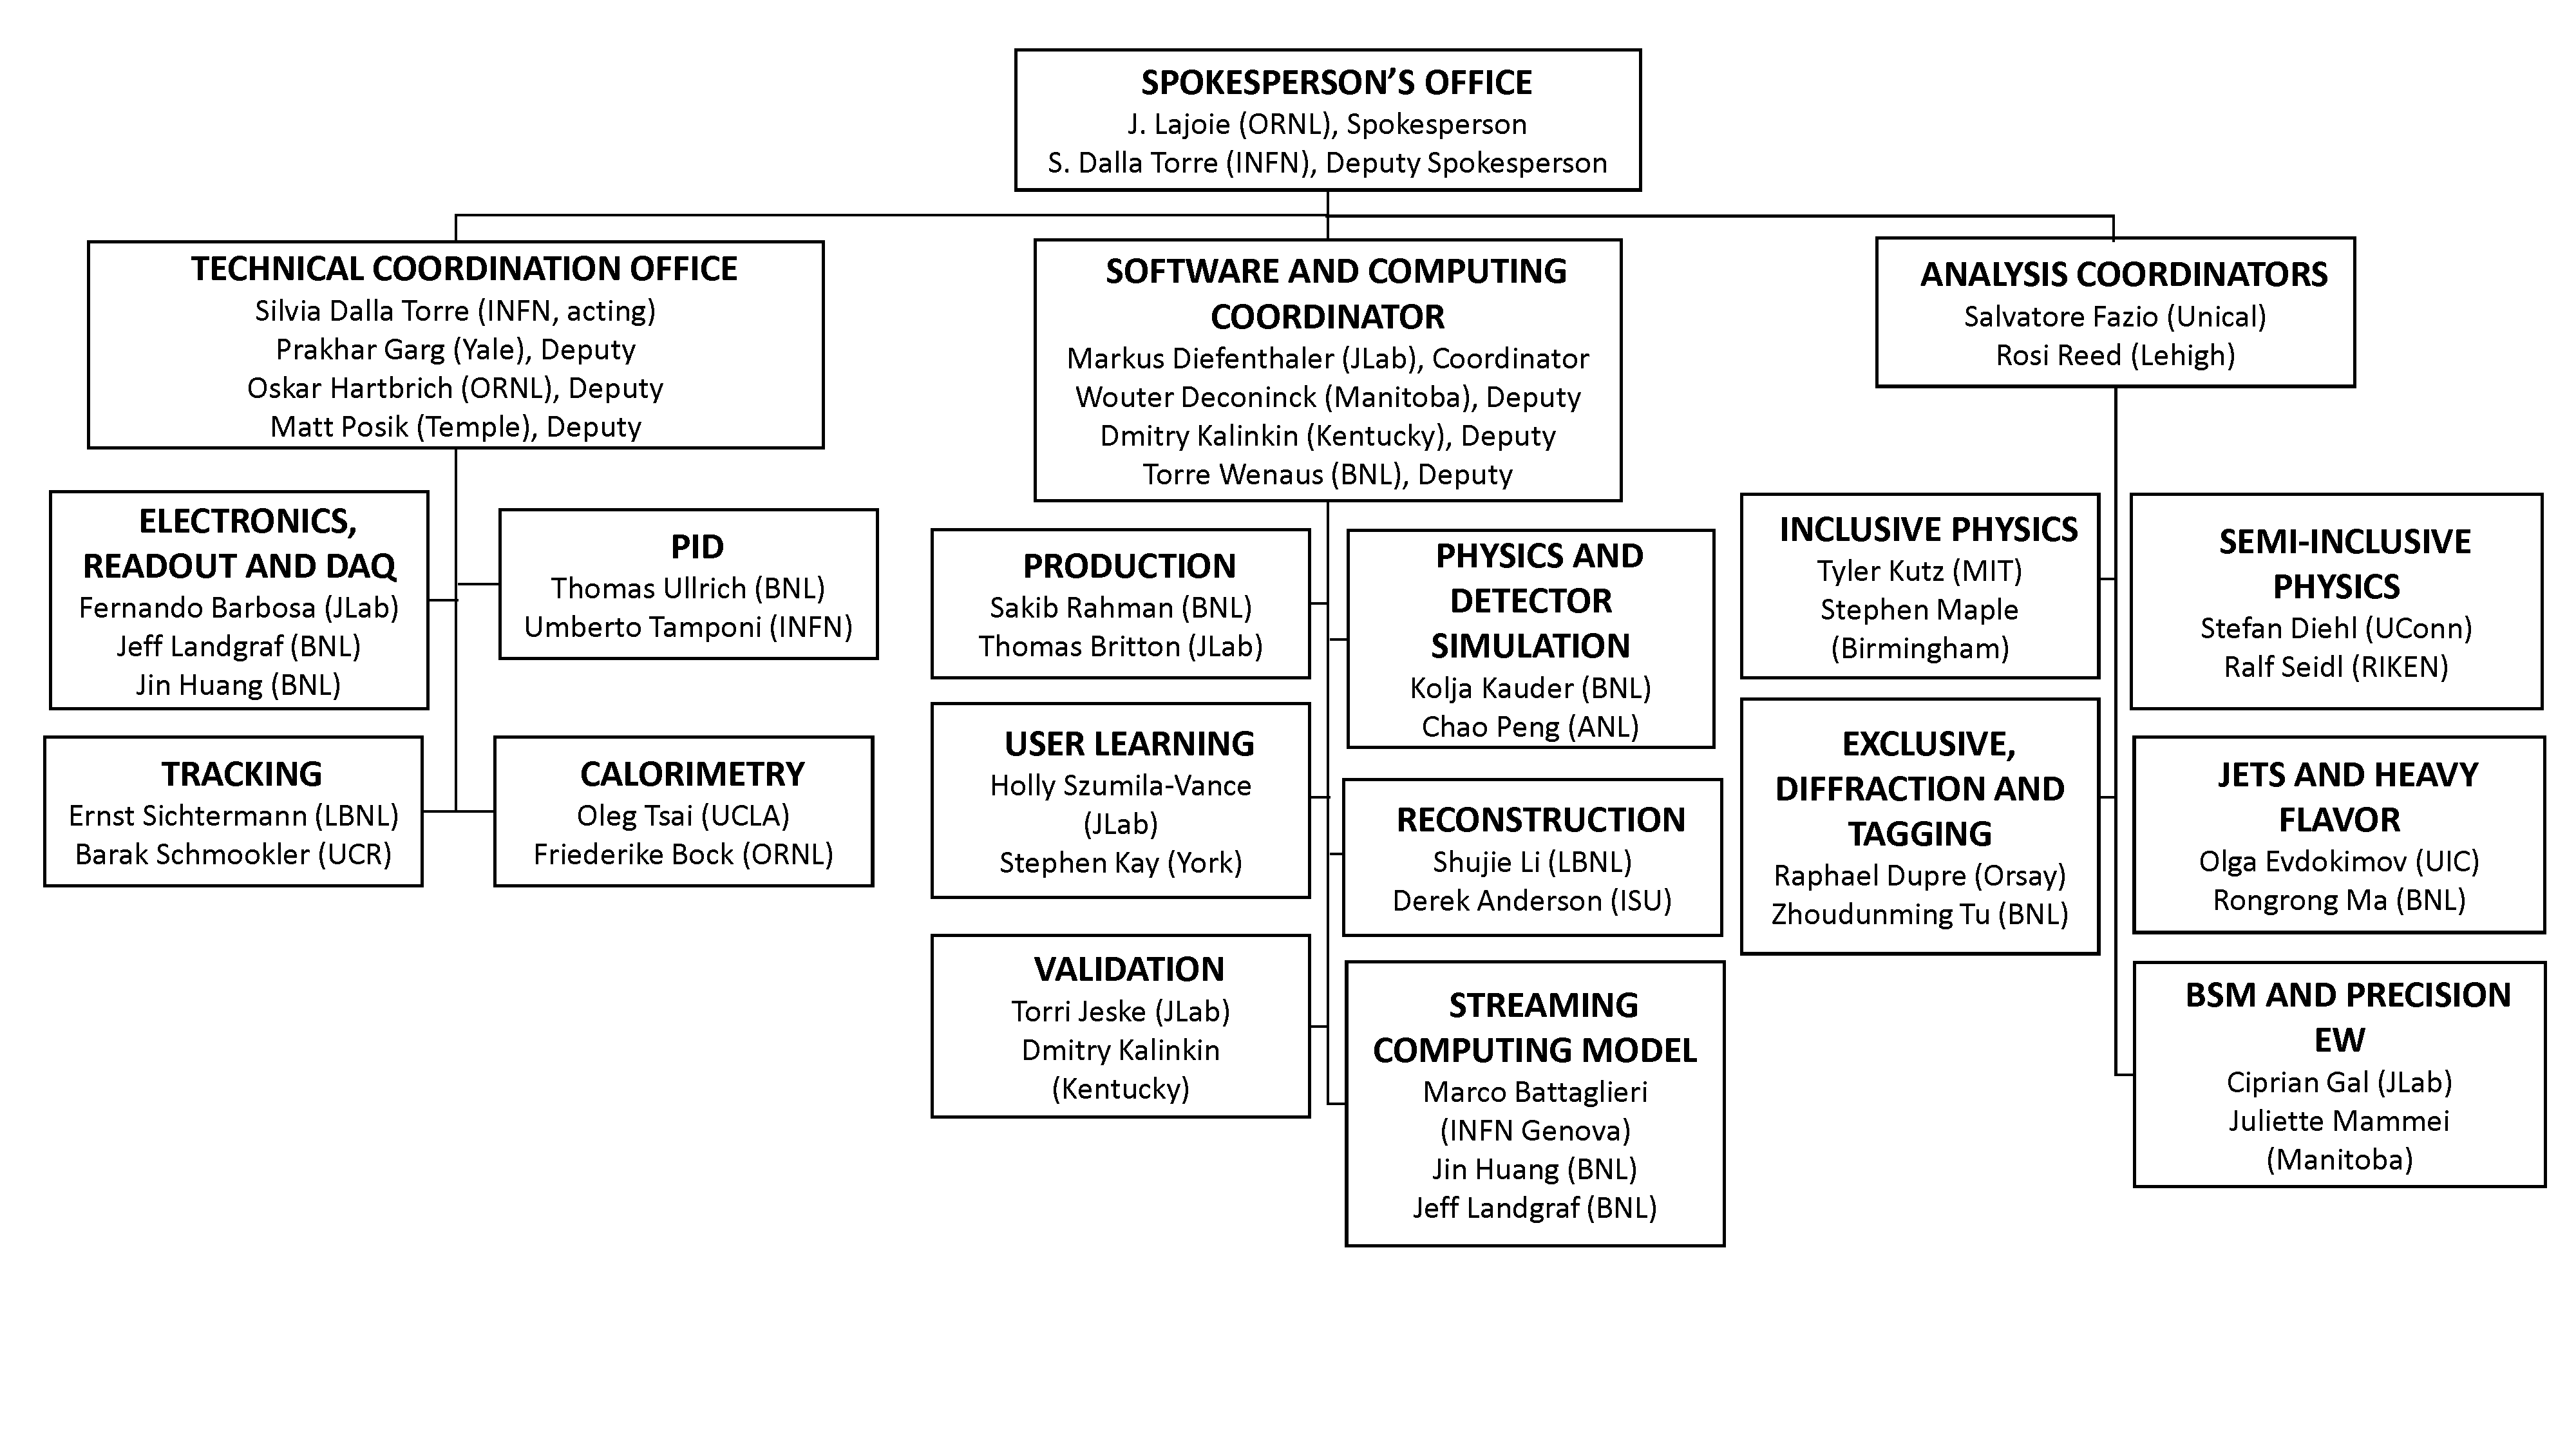 SPOKESPERSON’S OFFICE
J. Lajoie (ORNL), Spokesperson
S. Dalla Torre (INFN), Deputy Spokesperson
TECHNICAL COORDINATION OFFICE
Silvia Dalla Torre (INFN, acting)
Prakhar Garg (Yale), Deputy
Oskar Hartbrich (ORNL), Deputy
Matt Posik (Temple), Deputy
ELECTRONICS,
READOUT AND DAQ
Fernando Barbosa (JLab)
Jeff Landgraf (BNL)
Jin Huang (BNL)
PID
Thomas Ullrich (BNL)
Umberto Tamponi (INFN)
TRACKING
Ernst Sichtermann (LBNL)
Barak Schmookler (UCR)
CALORIMETRY
Oleg Tsai (UCLA)
Friederike Bock (ORNL)
SOFTWARE AND COMPUTING
COORDINATOR
Markus Diefenthaler (JLab), Coordinator
Wouter Deconinck (Manitoba), Deputy
Dmitry Kalinkin (Kentucky), Deputy
Torre Wenaus (BNL), Deputy
PRODUCTION
Sakib Rahman (BNL)
Thomas Britton (JLab)
PHYSICS AND
DETECTOR
SIMULATION
Kolja Kauder (BNL)
Chao Peng (ANL)
USER LEARNING
Holly Szumila-Vance
(JLab)
Stephen Kay (York)
RECONSTRUCTION
Shujie Li (LBNL)
Derek Anderson (ISU)
VALIDATION
Torri Jeske (JLab)
Dmitry Kalinkin
(Kentucky)
STREAMING
COMPUTING MODEL
Marco Battaglieri
(INFN Genova)
Jin Huang (BNL)
Jeff Landgraf (BNL)
ANALYSIS COORDINATORS
Salvatore Fazio (Unical)
Rosi Reed (Lehigh)
INCLUSIVE PHYSICS
Tyler Kutz (MIT)
Stephen Maple
(Birmingham)
SEMI-INCLUSIVE
PHYSICS
Stefan Diehl (UConn)
Ralf Seidl (RIKEN)
EXCLUSIVE,
DIFFRACTION AND
TAGGING
Raphael Dupre (Orsay)
Zhoudunming Tu (BNL)
JETS AND HEAVY
FLAVOR
Olga Evdokimov (UIC)
Rongrong Ma (BNL)
BSM AND PRECISION
EW
Ciprian Gal (JLab)
Juliette Mammei
(Manitoba)